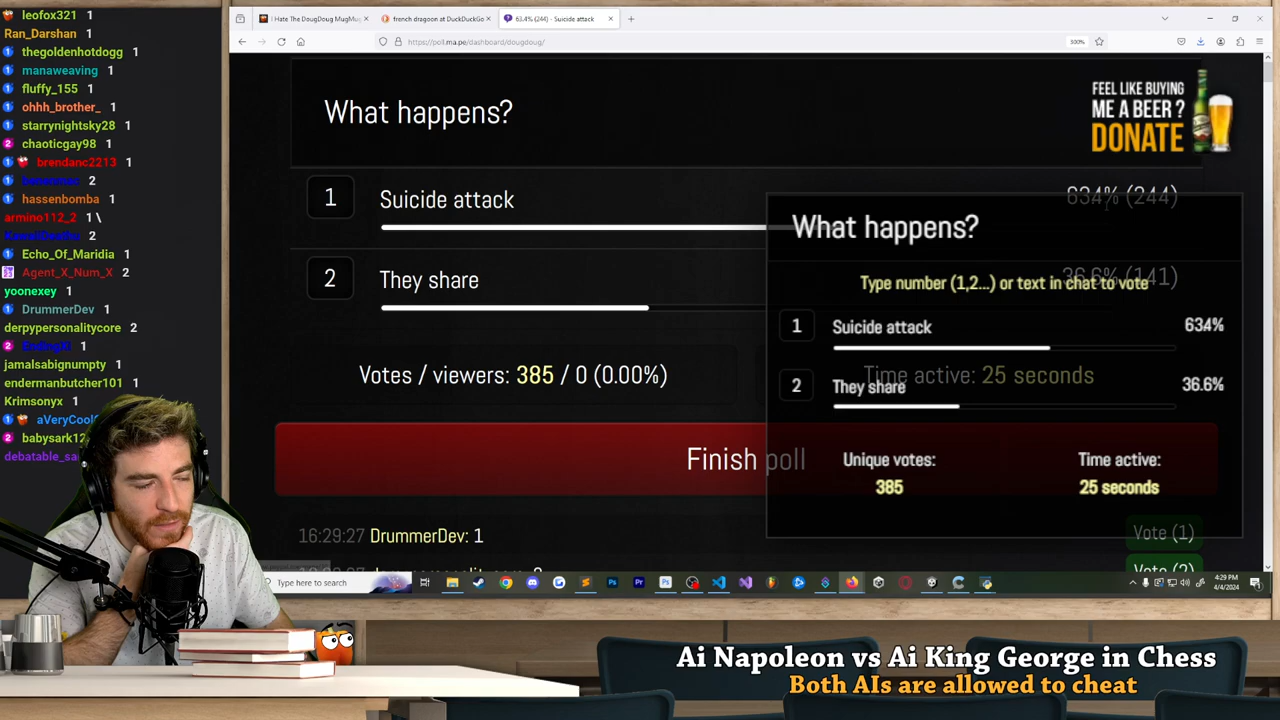 leofox321 1
Ran_Darshan 1
thegoldenhotdogg 1
manaweaving 1
fluffy_155 1
ohhh_brother_ 1
starrynightsky28 1
chaoticgay98 1
brendanc2213 1
2
hassenbomba 1
armino112_2 1 \
2
Echo_Of_Maridia 1
Agent_X_Num_X 2
yoonexey 1
DrummerDev 1
derpypersonalitycore 2
1
jamalsabignumpty 1
endermanbutcher101 1
Krimsonyx 1
aVeryCool
babysark12
debatable_sa
I Hate The DougDoug MugMu
french dragoon at DuckDuckGo
63.4% (244) - Suicide attack
https://poll.ma.pe/dashboard/dougdoug/
500%
What happens?
FEEL LIKE BUYING
ME A BEER ?
DONATE
1 Suicide attack 63.4% (244)
2 They share 36.6% (141)
Votes / viewers: 385 / 0 (0.00%)
Time active: 25 seconds
Finish poll
16:29:27 DrummerDev: 1
Vote (1)
Vote (2)
What happens?
Type number (1,2...) or text in chat to vote
1 Suicide attack 63.4%
2 They share 36.6%
Unique votes: Time active:
385 25 seconds
Type here to search
4:29 PM
4/4/2024
Ai Napoleon vs Ai King George in Chess
Both AIs are allowed to cheat